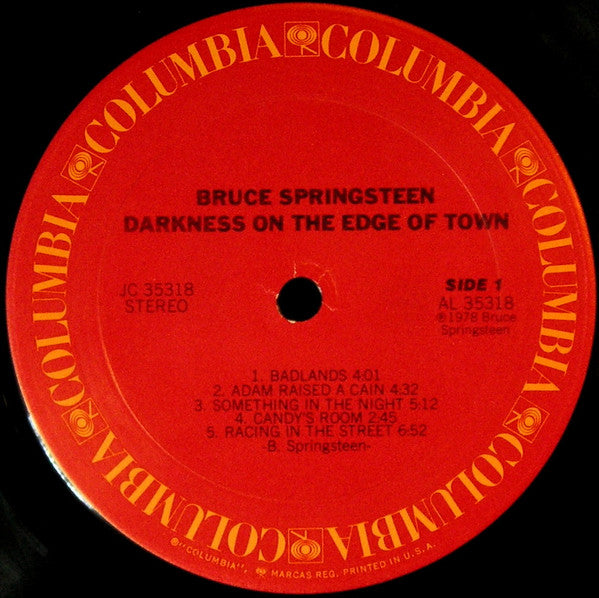 COLUMBIA COLUMBIA COLUMBIA COLUMBIA COLUMBIA COLUMBIA
BRUCE SPRINGSTEEN
DARKNESS ON THE EDGE OF TOWN
JC 35318
STEREO
SIDE 1
AL 35318
℗1978 Bruce
Springsteen
1. BADLANDS 4:01
2. ADAM RAISED A CAIN 4:32
3. SOMETHING IN THE NIGHT 5:12
4. CANDY'S ROOM 2:45
5. RACING IN THE STREET 6:52
-B. Springsteen-
®"COLUMBIA", MARCAS REG. PRINTED IN U.S.A.